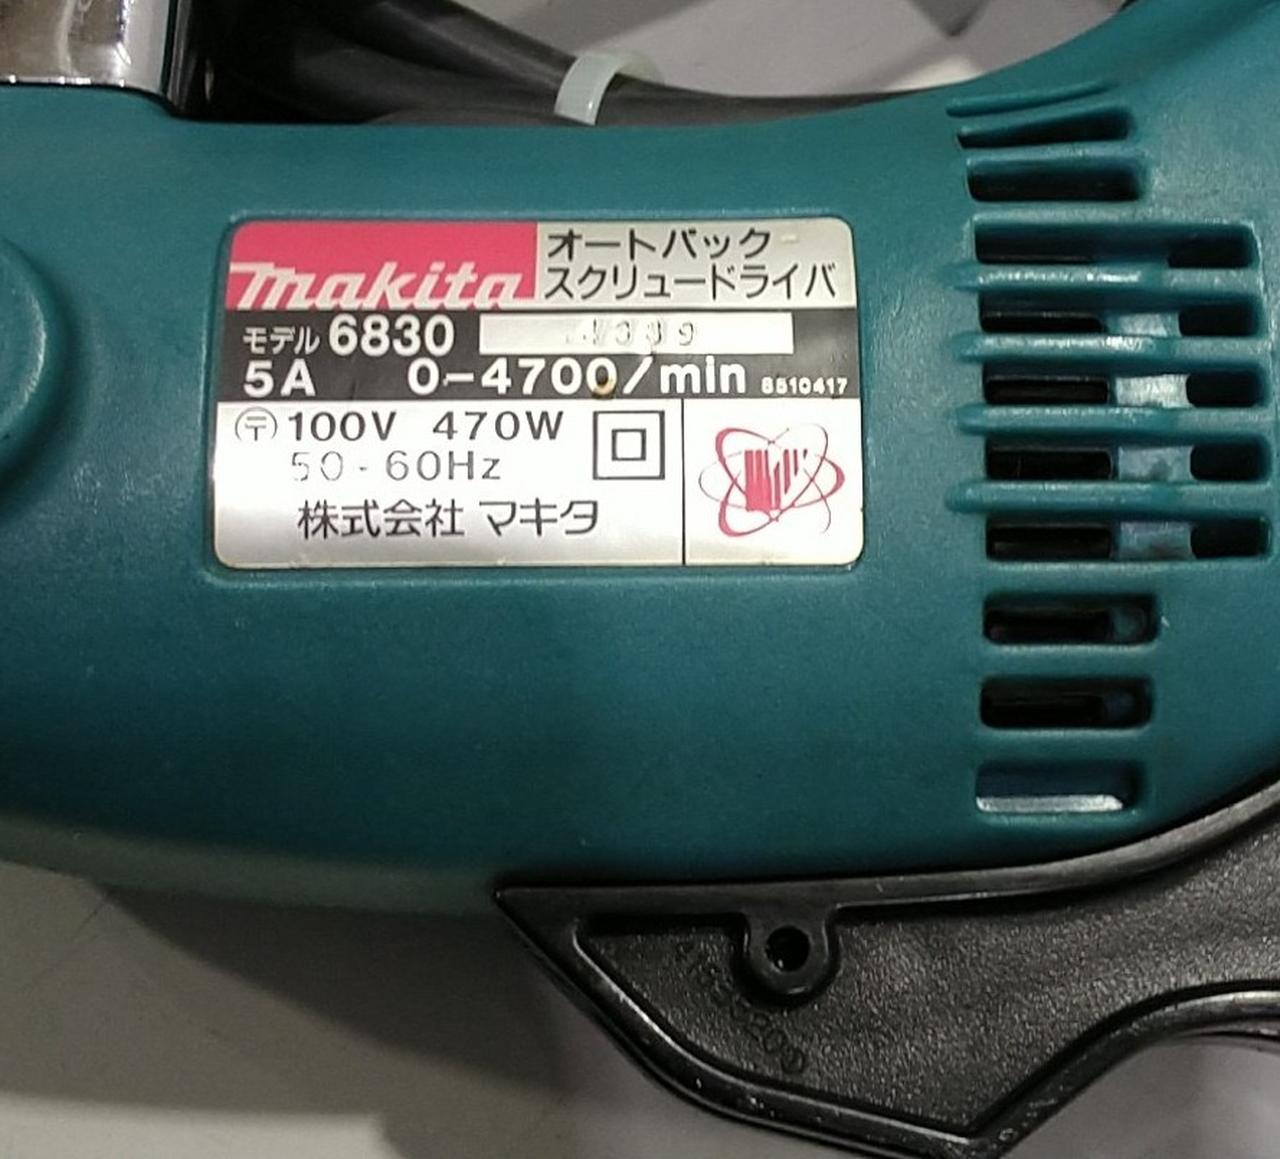 makita
オートパック
スクリュードライバ
モデル 6830
5A 0-4700/min 8510417
〒 100V 470W
50-60Hz
株式会社 マキタ